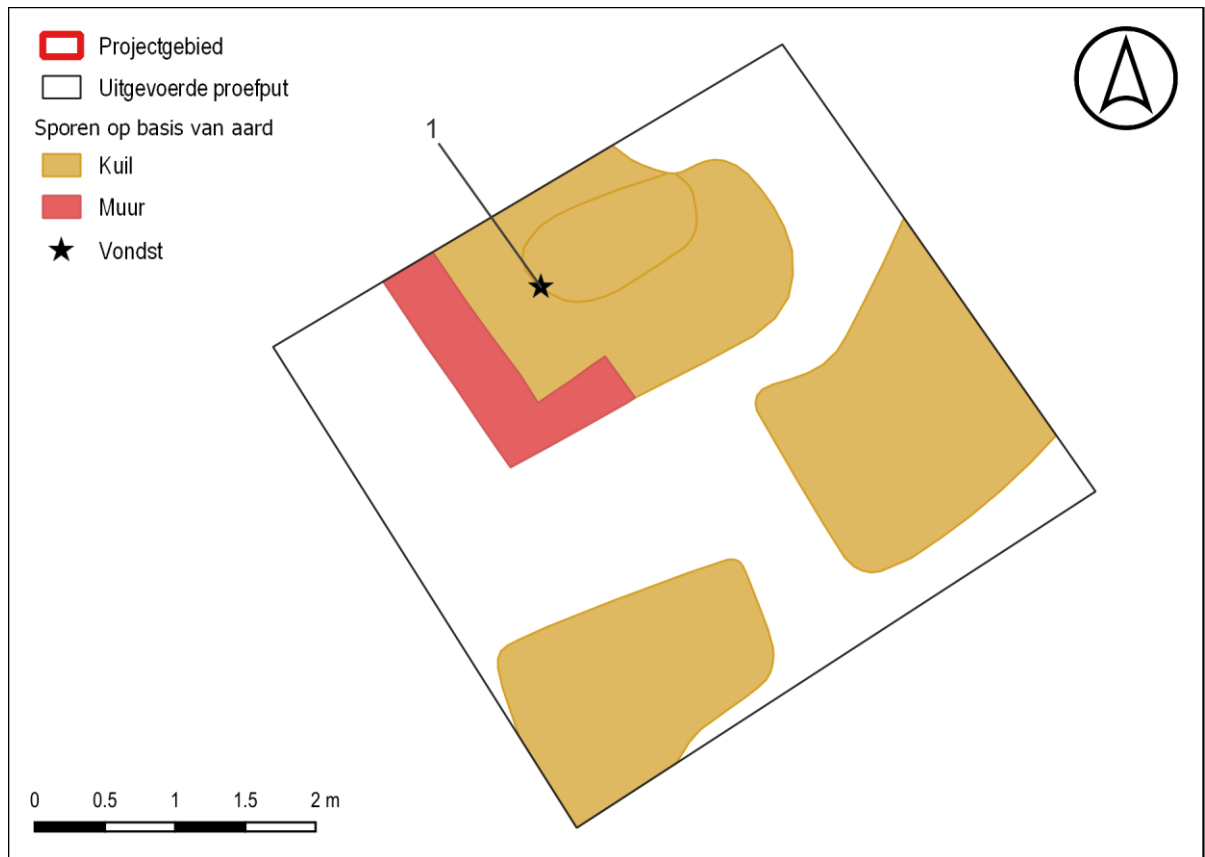 Projectgebied
Uitgevoerde proefput
Sporen op basis van aard
Kuil
Muur
Vondst
1
0 0.5 1 1.5 2 m